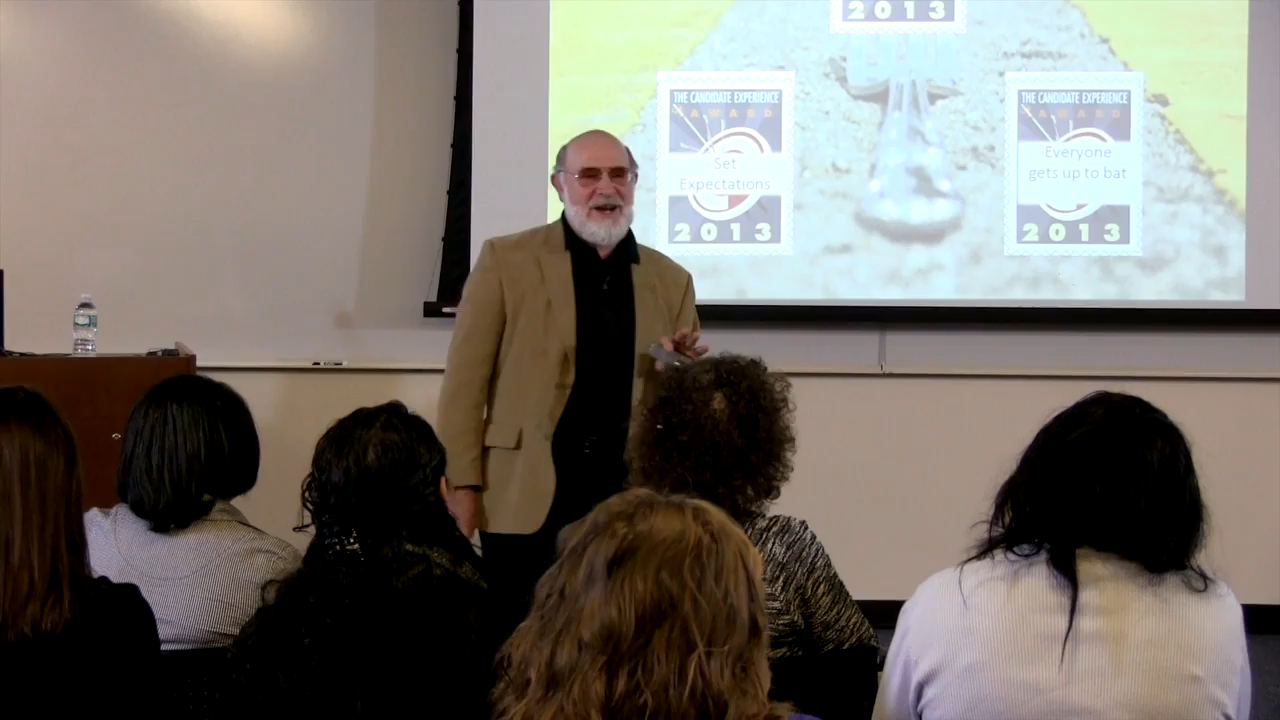 2013
THE CANDIDATE EXPERIENCE
AWARD
Set
Expectations
2013
THE CANDIDATE EXPERIENCE
AWARD
Everyone
gets up to bat
2013